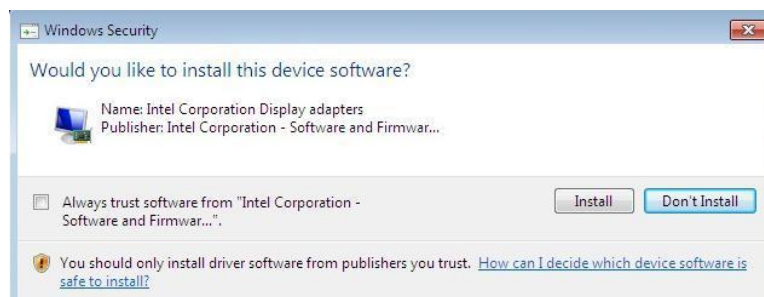 Windows Security
Would you like to install this device software?
Name: Intel Corporation Display adapters
Publisher: Intel Corporation - Software and Firmwar...
Always trust software from "Intel Corporation -
Software and Firmwar...".
Install
Don't Install
You should only install driver software from publishers you trust. How can I decide which device software is
safe to install?